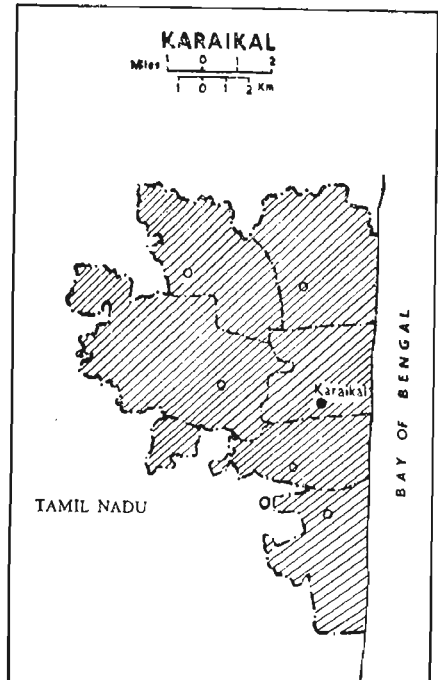 KARAIKAL
Miles 1 0 1 2
1 0 1 2 Km
Karaikal
BAY OF BENGAL
TAMIL NADU